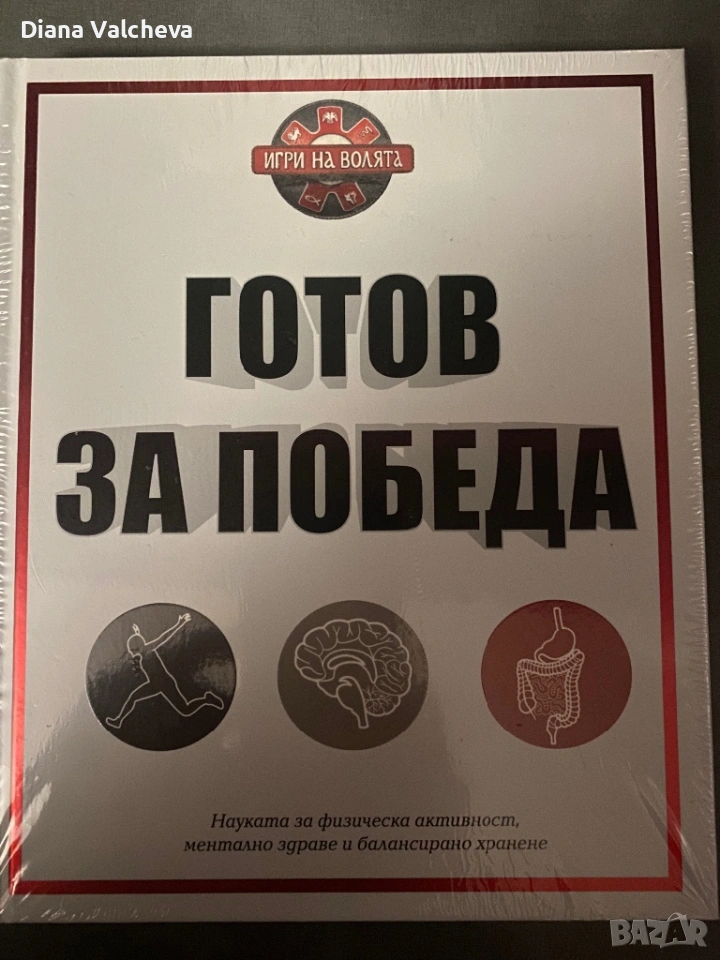 Diana Valcheva
ИГРИ НА ВОЛЯТА
ГОТОВ
ЗА ПОБЕДА
Науката за физическа активност,
ментално здраве и балансирано хранене
BAZAR